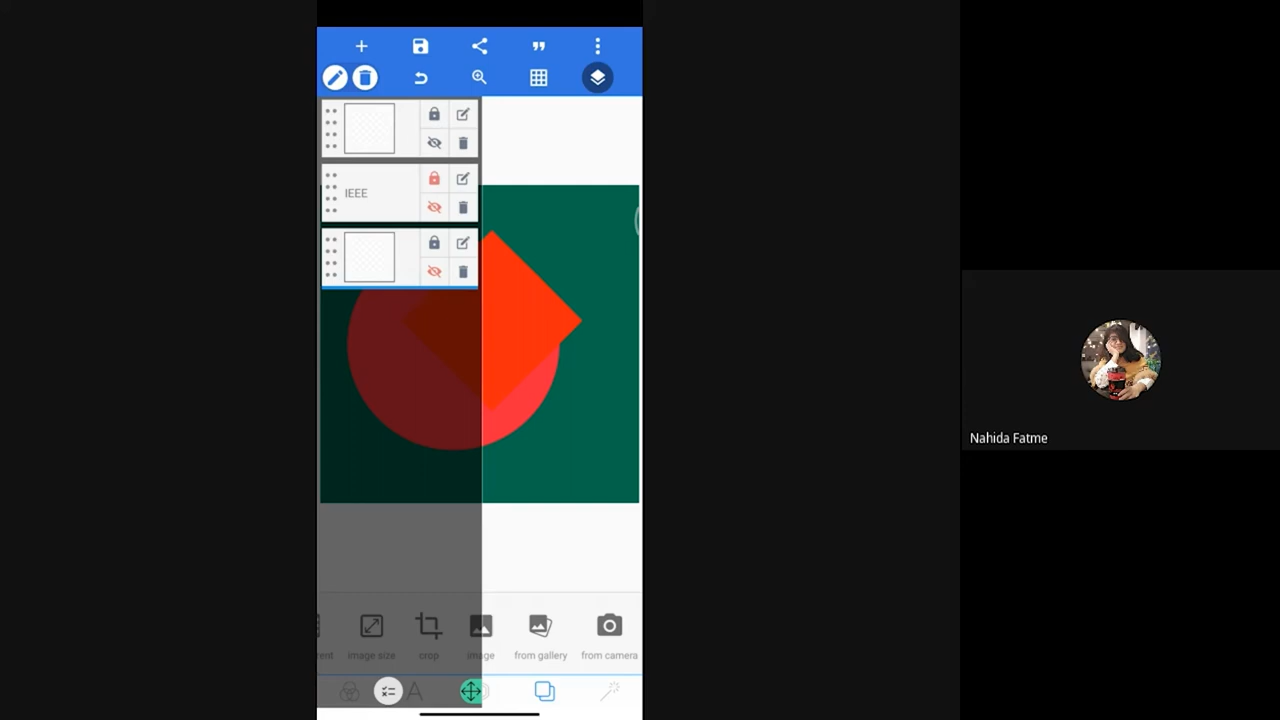 IEEE
rent
image size
crop
image
from gallery
from camera
A
Nahida Fatme